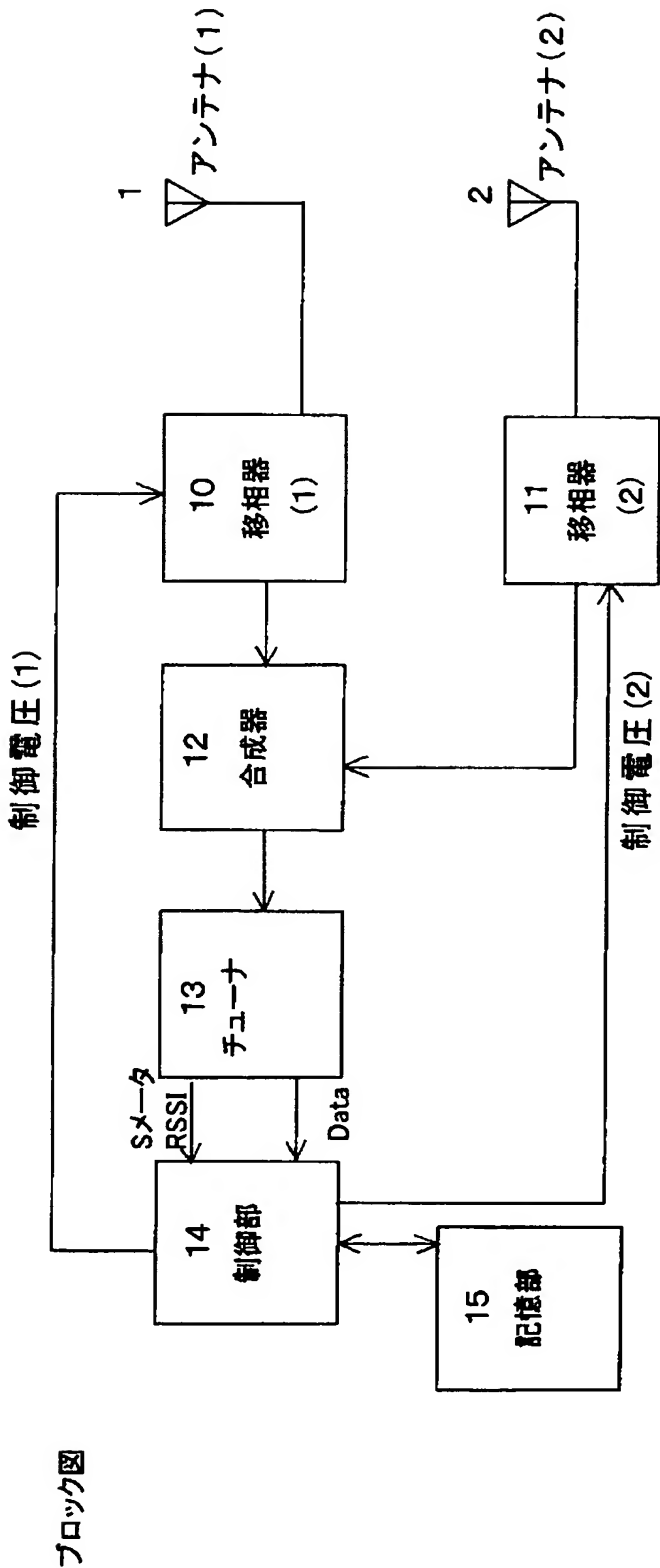 ブロック図
制御電圧(1)
1
アンテナ(1)
10
移相器
(1)
12
合成器
13
チューナ
Sメータ
RSSI
Data
14
制御部
15
記憶部
2
アンテナ(2)
11
移相器
(2)
制御電圧(2)